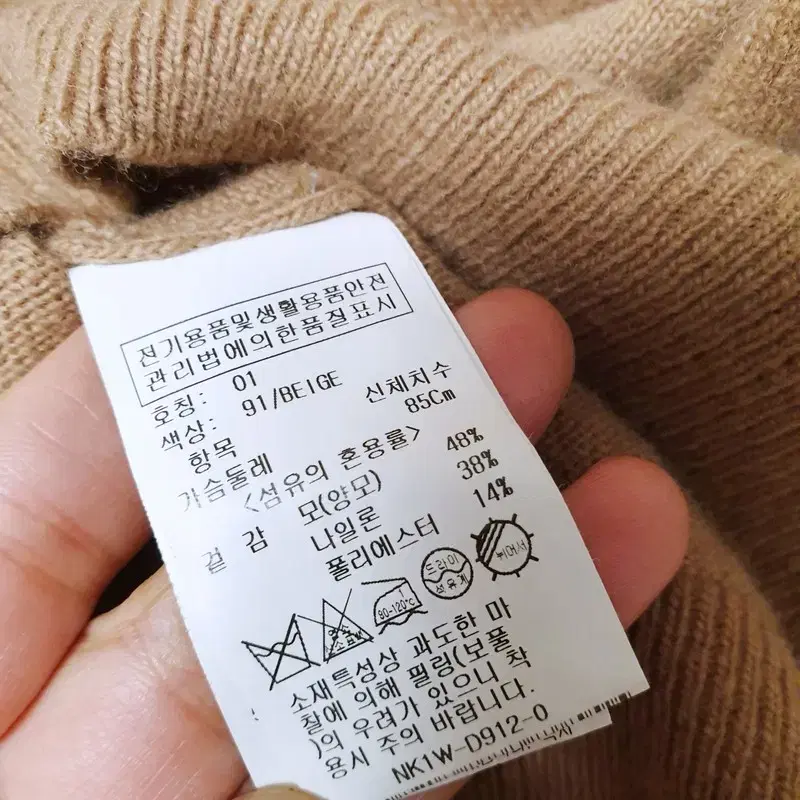 전기용품및생활용품안전
관리법에의한품질표시
호칭: 01
색상: 91/BEIGE
항목 신체치수
가슴둘레 85Cm
<섬유의 혼용률>
겉 감 모(양모) 48%
나일론 38%
폴리에스터 14%
80-120℃
드라이
석유계
뉘어서
소재특성상 과도한 마
찰에 의해 필링(보풀
)의 우려가 있으니 착
용시 주의 바랍니다.
NK1W-D912-0